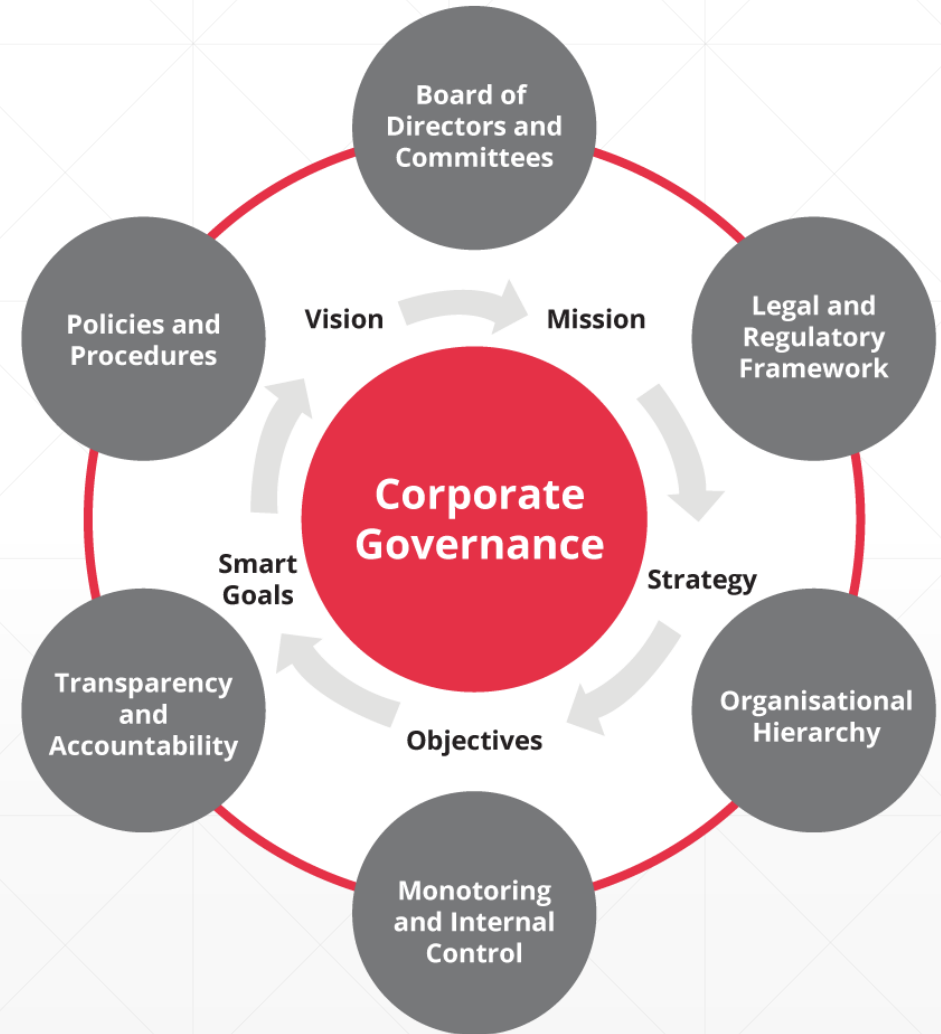 Board of
Directors and
Committees
Policies and
Procedures
Legal and
Regulatory
Framework
Vision
Mission
Corporate
Governance
Smart
Goals
Strategy
Transparency
and
Accountability
Organisational
Hierarchy
Objectives
Monotoring
and Internal
Control